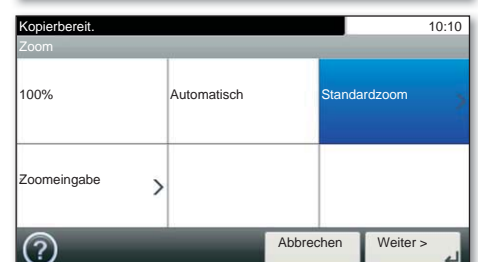 Kopierbereit. 10:10
Zoom
100% Automatisch Standardzoom >
Zoomeingabe >
? Abbrechen Weiter >